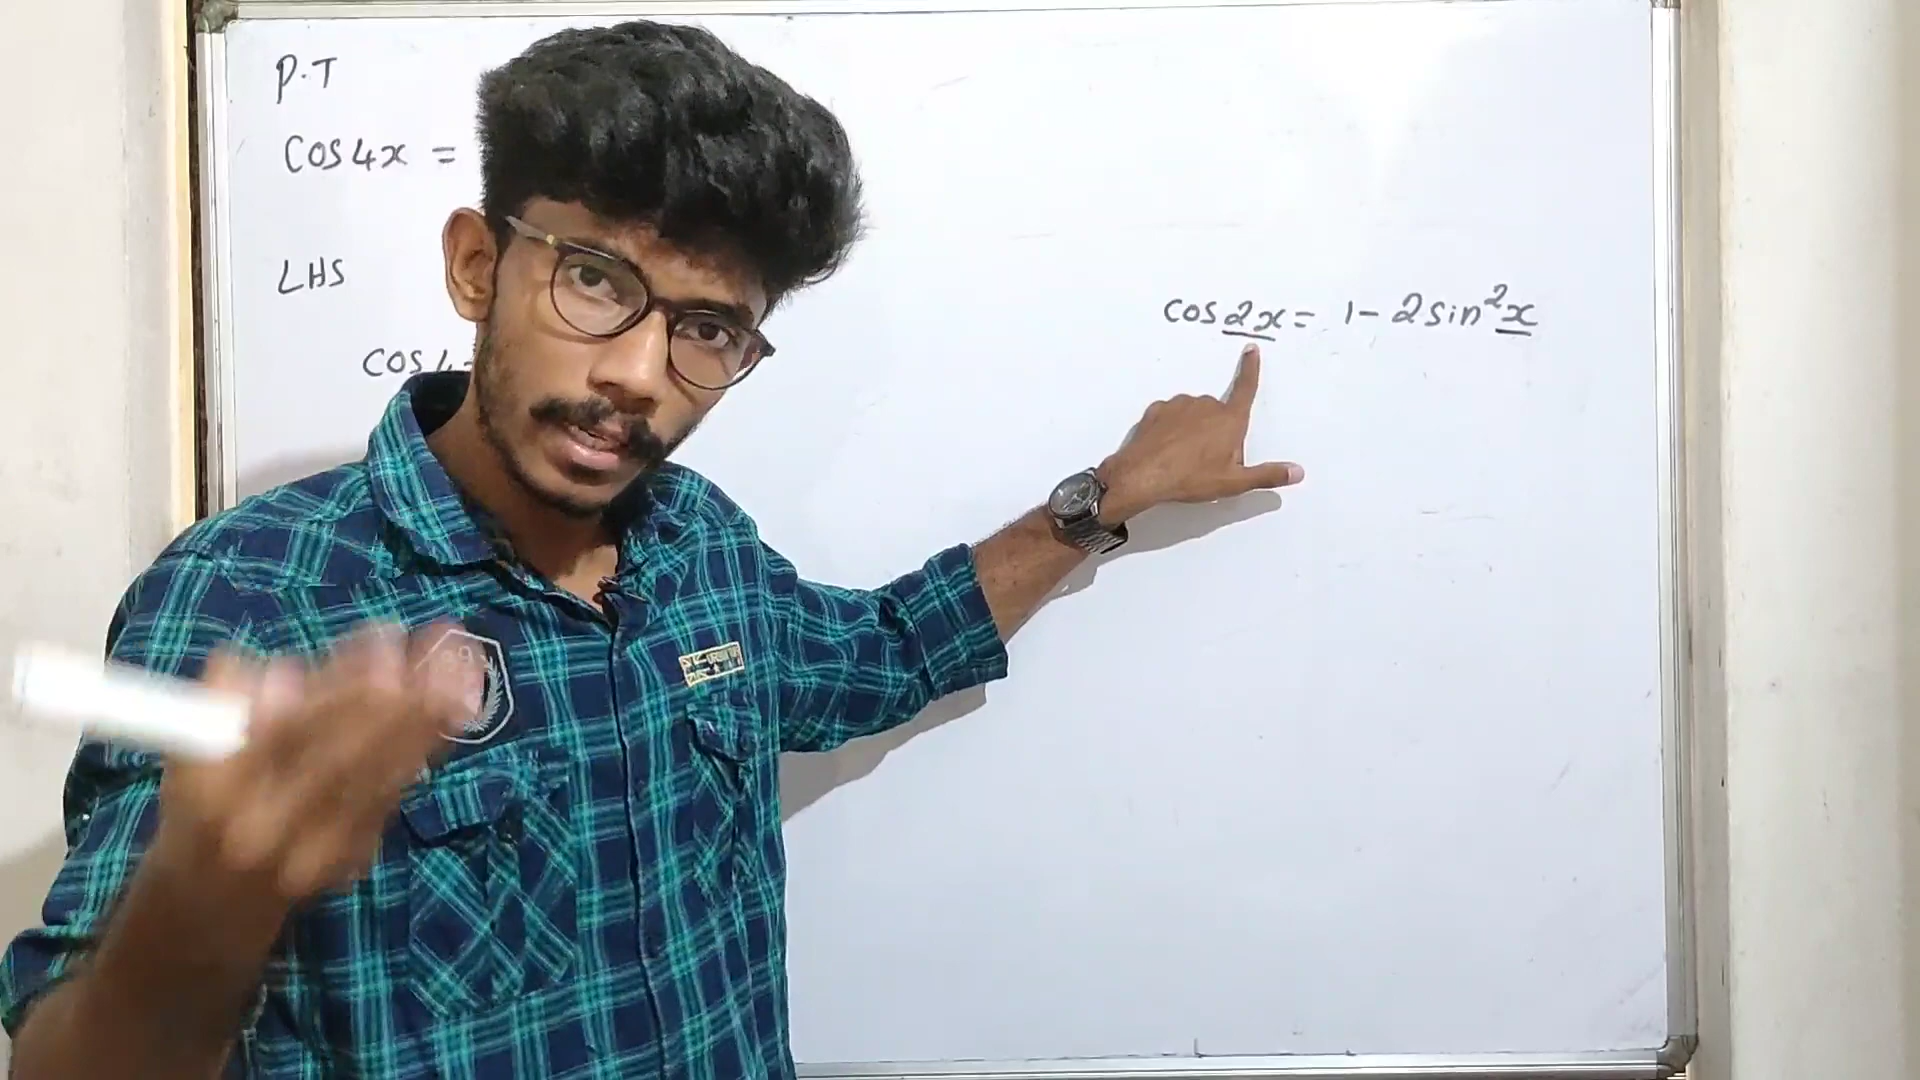 P.T
COS4x =
LHS
cos2x = 1 - 2sin²x
COS4